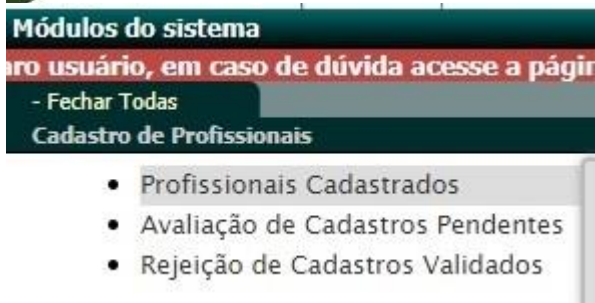 Módulos do sistema
aro usuário, em caso de dúvida acesse a págin
- Fechar Todas
Cadastro de Profissionais
• Profissionais Cadastrados
• Avaliação de Cadastros Pendentes
• Rejeição de Cadastros Validados